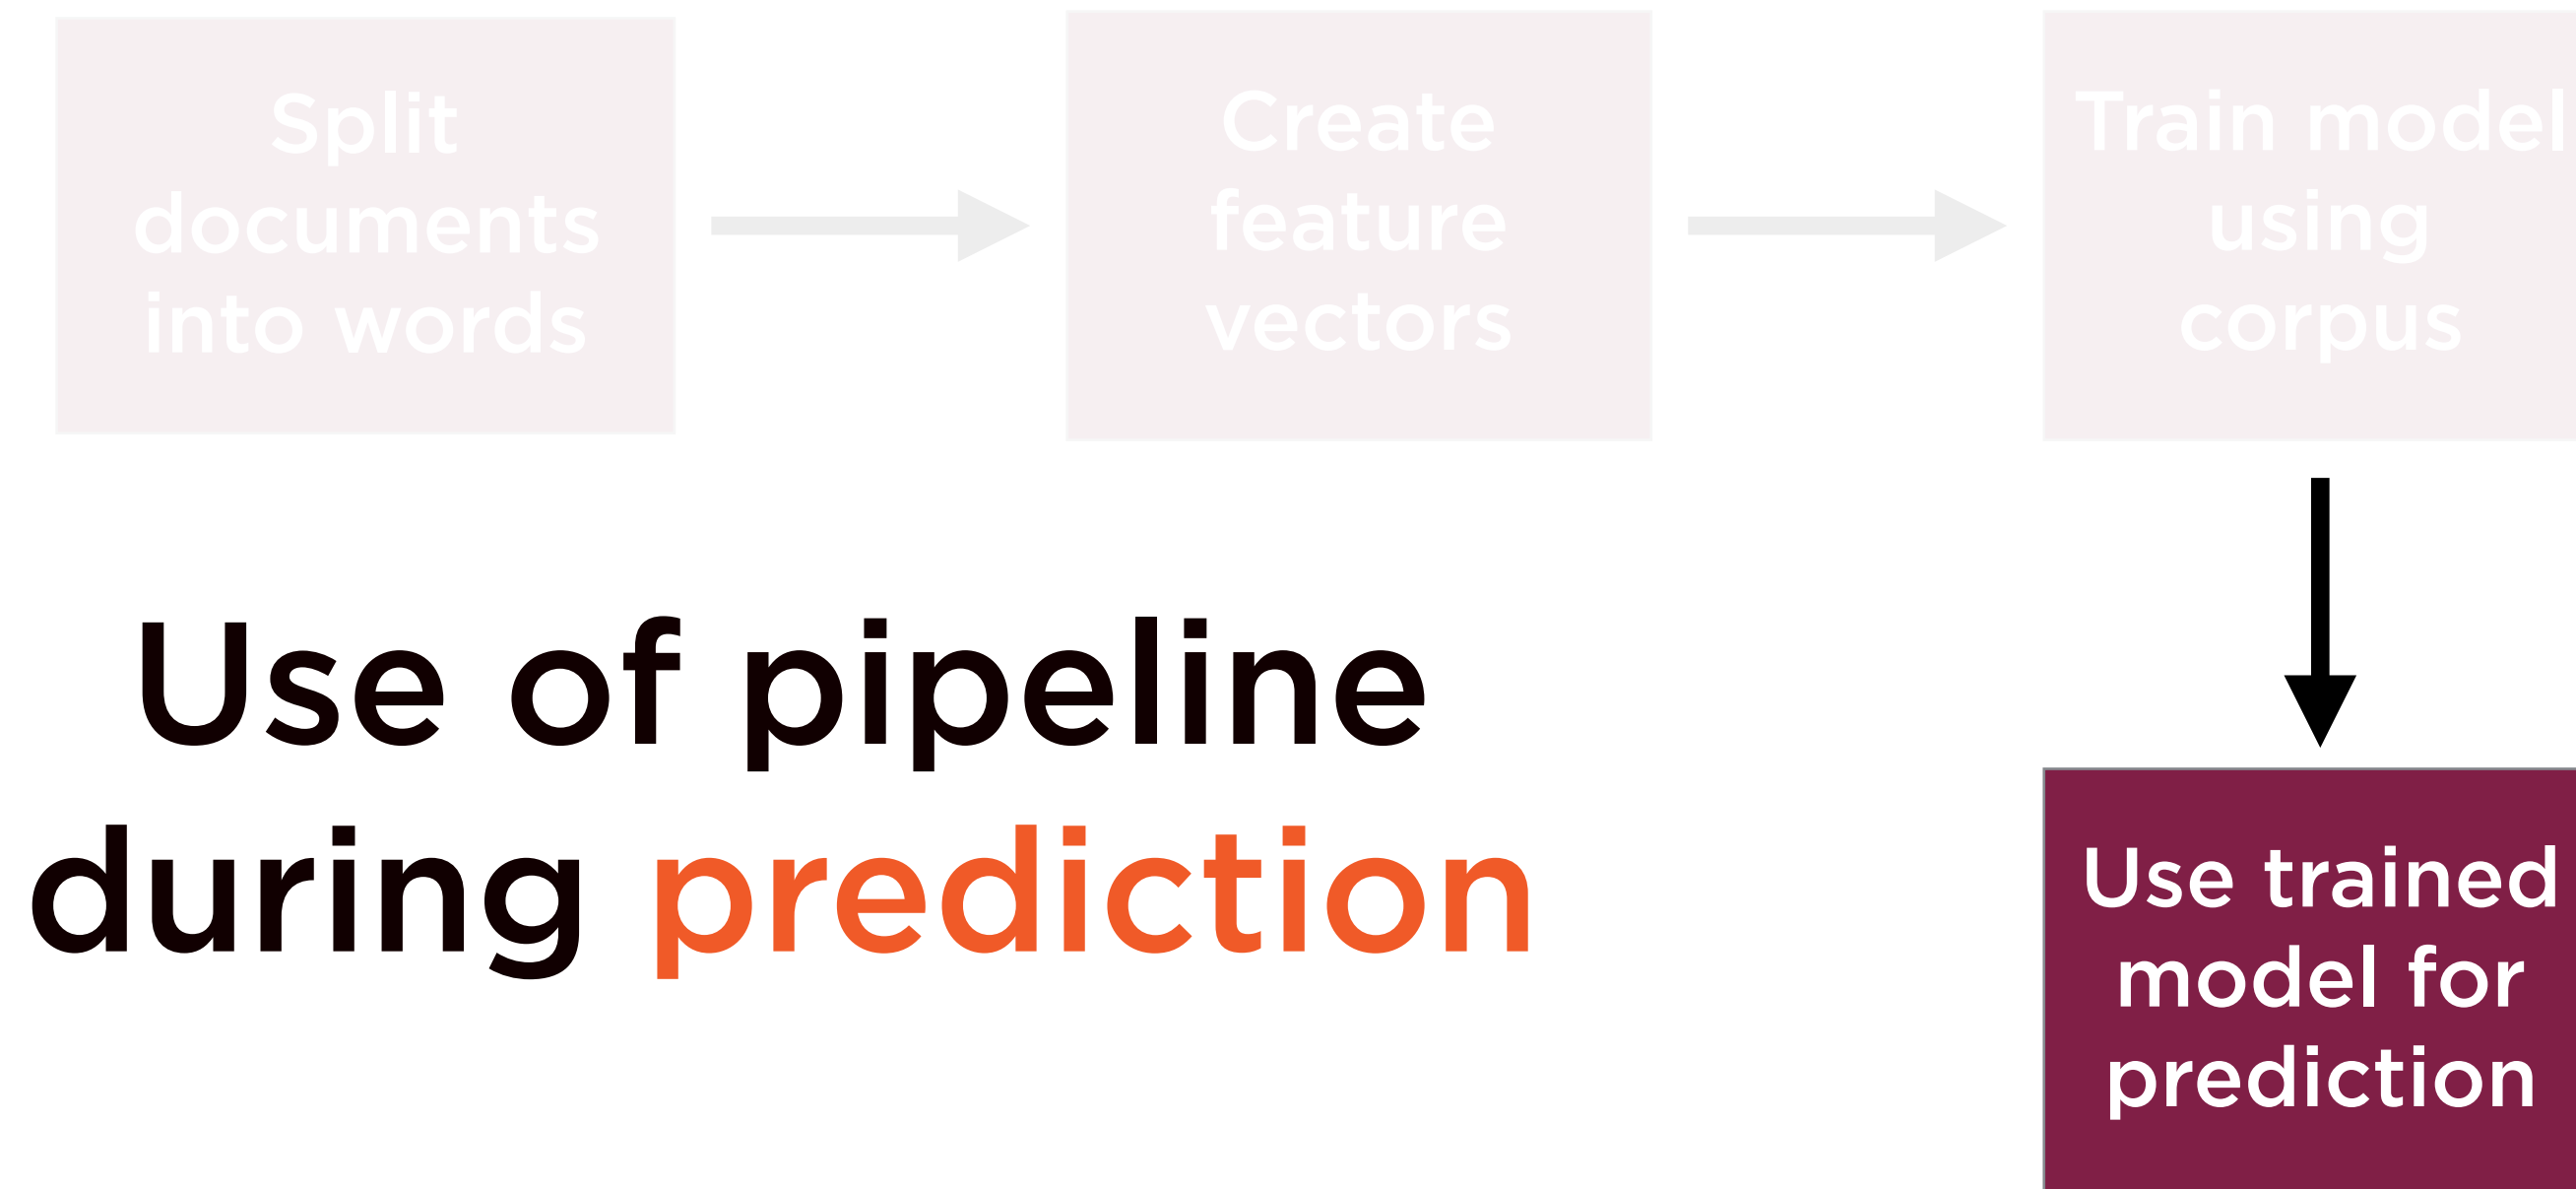 Split
documents
into words
Create
feature
vectors
Train model
using
corpus
Use of pipeline
during prediction
Use trained
model for
prediction